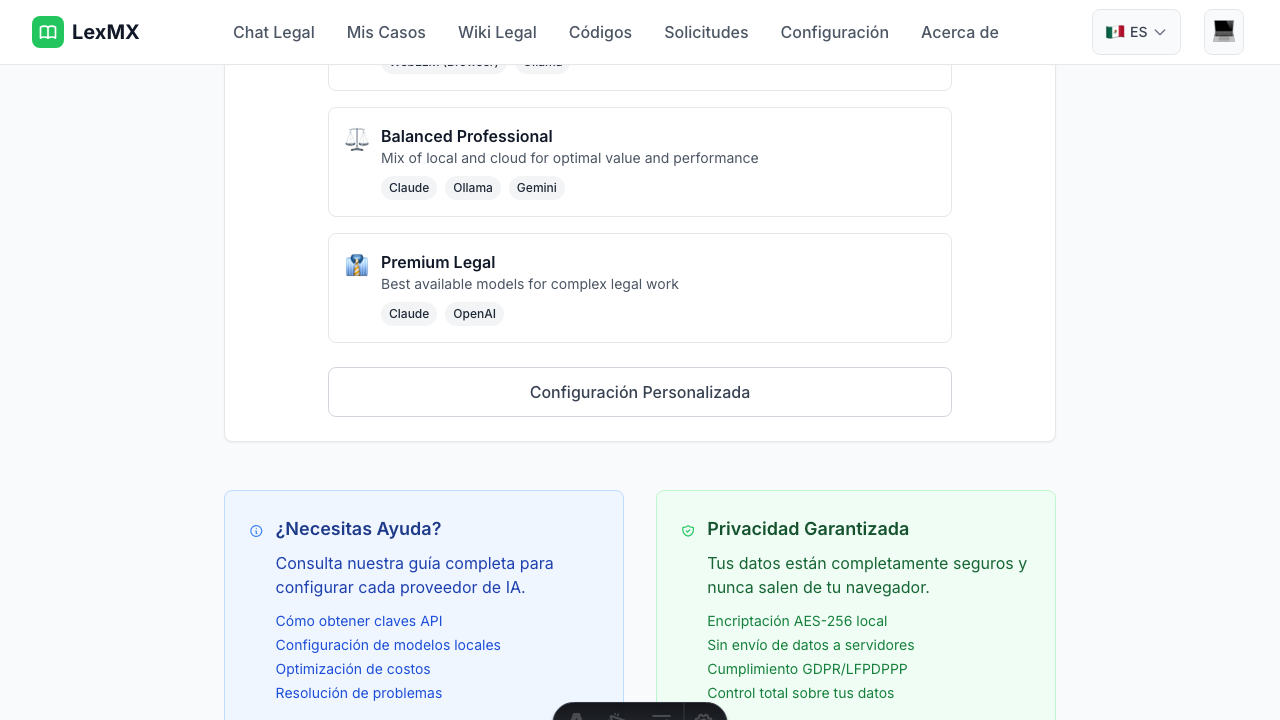 LexMX
Chat Legal
Mis Casos
Wiki Legal
Códigos
Solicitudes
Configuración
Acerca de
ES
Balanced Professional
Mix of local and cloud for optimal value and performance
Claude
Ollama
Gemini
Premium Legal
Best available models for complex legal work
Claude
OpenAI
Configuración Personalizada
¿Necesitas Ayuda?
Consulta nuestra guía completa para
configurar cada proveedor de IA.
Cómo obtener claves API
Configuración de modelos locales
Optimización de costos
Resolución de problemas
Privacidad Garantizada
Tus datos están completamente seguros y
nunca salen de tu navegador.
Encriptación AES-256 local
Sin envío de datos a servidores
Cumplimiento GDPR/LFPDPPP
Control total sobre tus datos